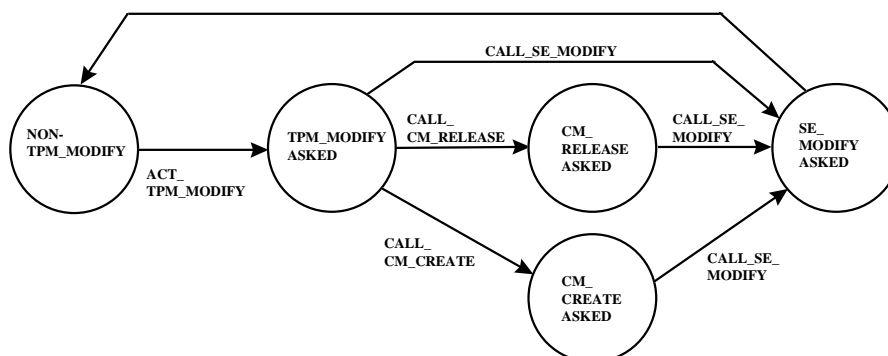 CALL_SE_MODIFY
NON-
TPM_MODIFY
ACT_
TPM_MODIFY
TPM_MODIFY
ASKED
CALL_
CM_RELEASE
CM_
RELEASE
ASKED
CALL_SE_
MODIFY
SE_
MODIFY
ASKED
CALL_
CM_CREATE
CM_
CREATE
ASKED
CALL_SE_
MODIFY